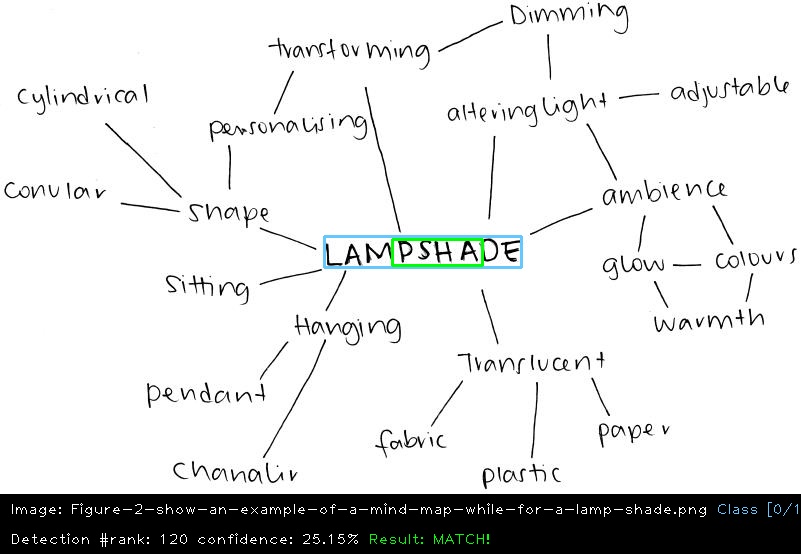 Dimming
transforming
cylindrical
adjustable
altering light
personalising
conular
shape
ambience
LAMPSHADE
glow
colours
sitting
warmth
Hanging
Translucent
pendant
fabric
paper
chanaliv
plastic
Image: Figure-2-show-an-example-of-a-mind-map-while-for-a-lamp-shade.png Class [0/1
Detection #rank: 120 confidence: 25.15% Result: MATCH!